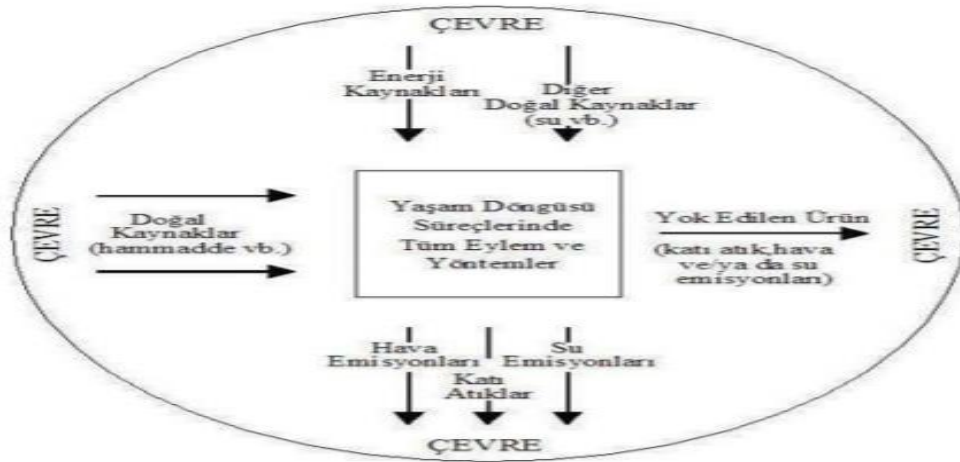 ÇEVRE
Enerji
Kaynakları
Diğer
Doğal Kaynaklar
(su vb.)
ÇEVRE
Doğal
Kaynaklar
(hammadde vb.)
Yaşam Döngüsü
Süreçlerinde
Tüm Eylem ve
Yöntemler
Yok Edilen Ürün
(katı atık,hava
ve/ya da su
emisyonları)
ÇEVRE
Hava
Emisyonları
Katı
Atıklar
Su
Emisyonları
ÇEVRE